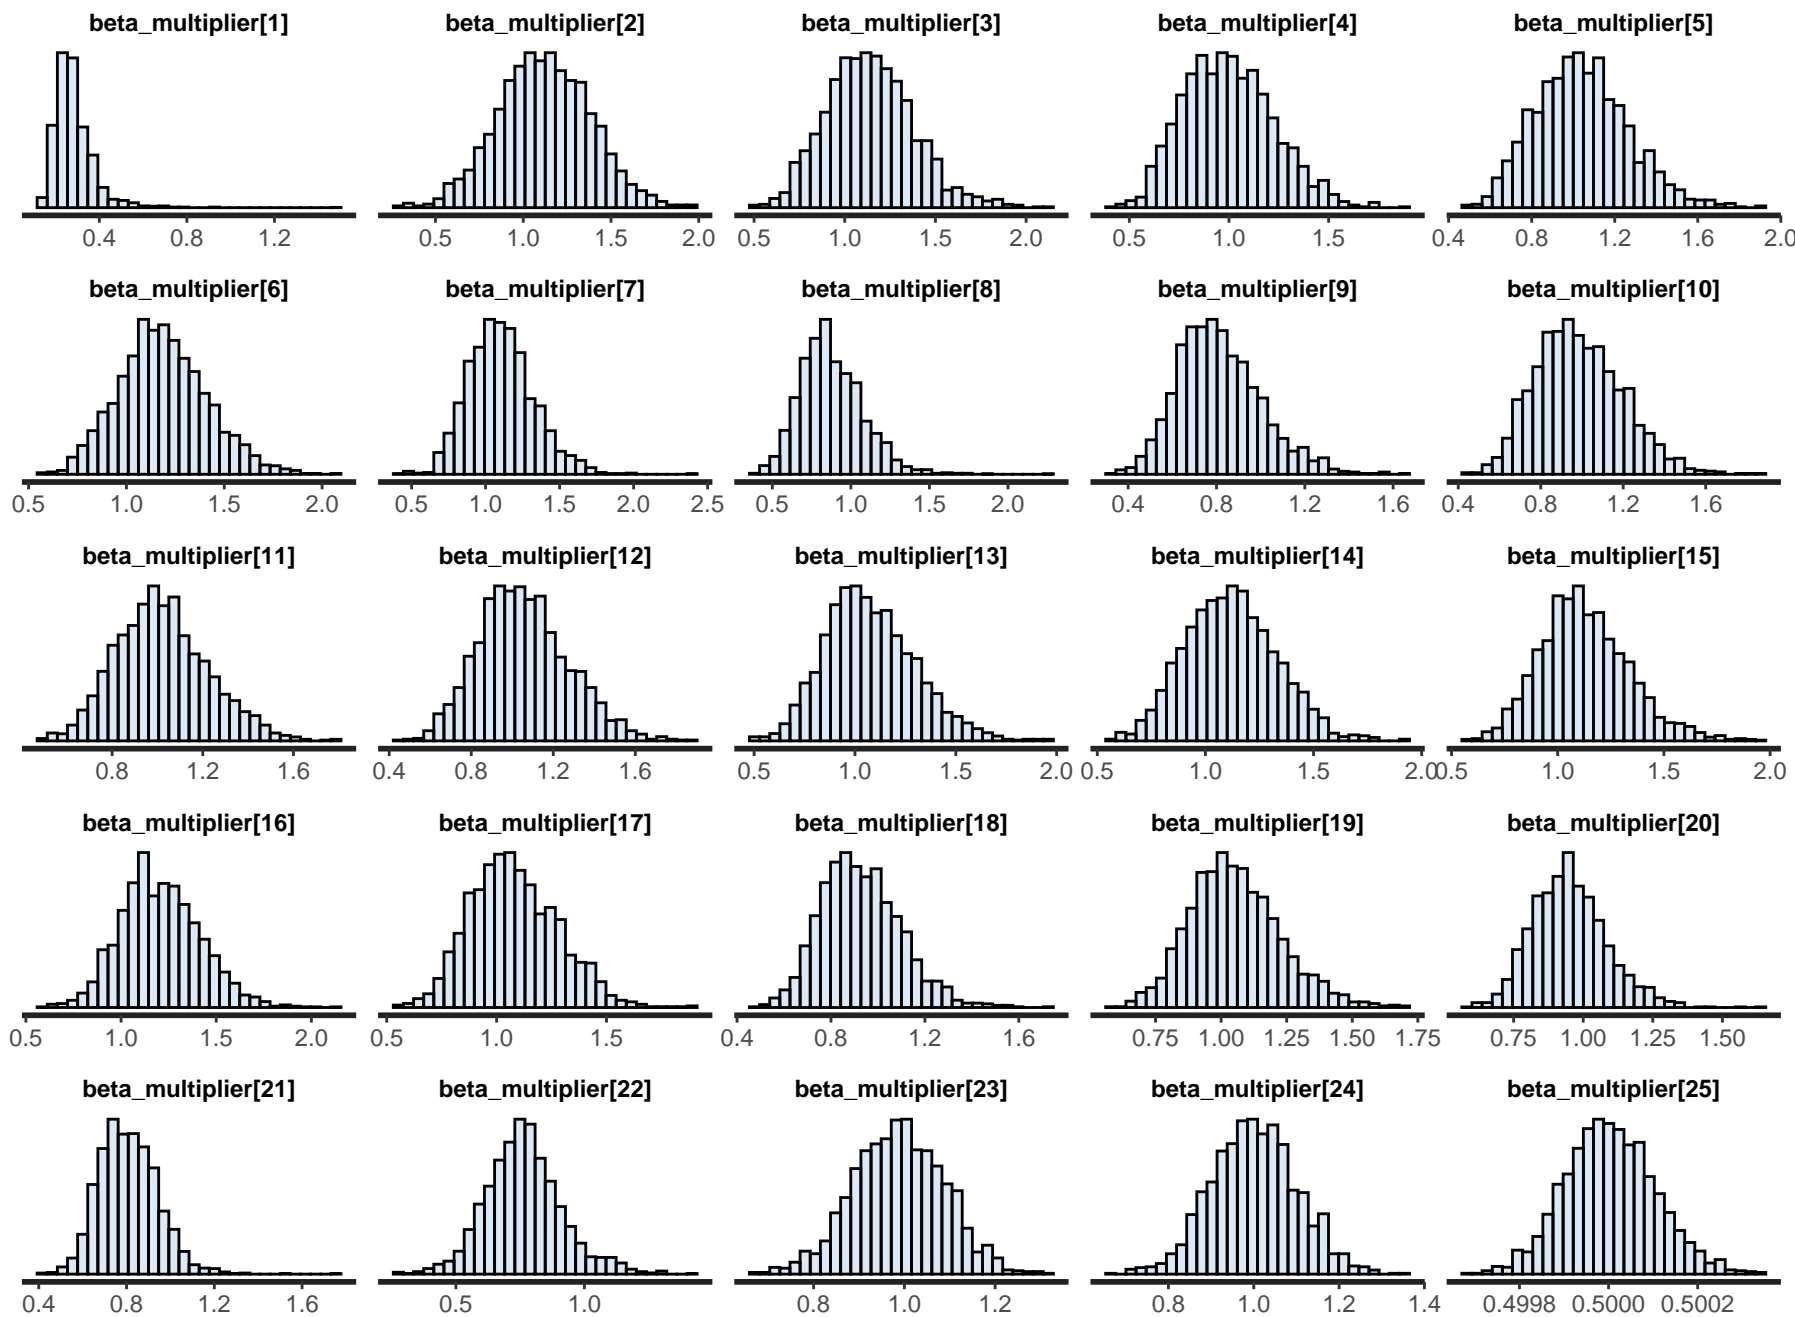 beta_multiplier[1] beta_multiplier[2] beta_multiplier[3] beta_multiplier[4] beta_multiplier[5]
0.4 0.8 1.2 0.5 1.0 1.5 2.0 0.5 1.0 1.5 2.0 0.5 1.0 1.5 0.4 0.8 1.2 1.6 2.0
beta_multiplier[6] beta_multiplier[7] beta_multiplier[8] beta_multiplier[9] beta_multiplier[10]
0.5 1.0 1.5 2.0 0.5 1.0 1.5 2.0 2.5 0.5 1.0 1.5 2.0 0.4 0.8 1.2 1.6 0.4 0.8 1.2 1.6
beta_multiplier[11] beta_multiplier[12] beta_multiplier[13] beta_multiplier[14] beta_multiplier[15]
0.8 1.2 1.6 0.4 0.8 1.2 1.6 0.5 1.0 1.5 2.0 0.5 1.0 1.5 2.0 0.5 1.0 1.5 2.0
beta_multiplier[16] beta_multiplier[17] beta_multiplier[18] beta_multiplier[19] beta_multiplier[20]
0.5 1.0 1.5 2.0 0.5 1.0 1.5 0.4 0.8 1.2 1.6 0.75 1.00 1.25 1.50 1.75 0.75 1.00 1.25 1.50
beta_multiplier[21] beta_multiplier[22] beta_multiplier[23] beta_multiplier[24] beta_multiplier[25]
0.4 0.8 1.2 1.6 0.5 1.0 0.8 1.0 1.2 0.8 1.0 1.2 1.4 0.4998 0.5000 0.5002